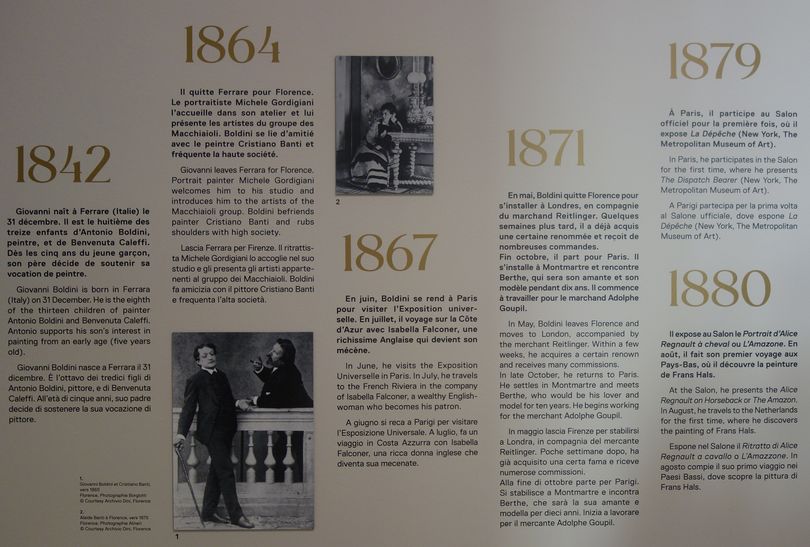 1842
Giovanni naît à Ferrare (Italie) le
31 décembre. Il est le huitième des
treize enfants d'Antonio Boldini,
peintre, et de Benvenuta Caleffi.
Dès les cinq ans du jeune garçon,
son père décide de soutenir sa
vocation de peintre.
Giovanni Boldini is born in Ferrara
(Italy) on 31 December. He is the eighth
of the thirteen children of painter
Antonio Boldini and Benvenuta Caleffi.
Antonio supports his son's interest in
painting from an early age (five years
old).
Giovanni Boldini nasce a Ferrara il 31
dicembre. È l'ottavo dei tredici figli di
Antonio Boldini, pittore, e di Benvenuta
Caleffi. All'età di cinque anni, suo padre
decide di sostenere la sua vocazione di
pittore.
1.
Giovanni Boldini et Cristiano Banti,
vers 1865
Florence, Photographie Borgiotti
© Courtesy Archivio Dini, Florence
2.
Alaide Banti à Florence, vers 1875
Florence, Photographie Alinari
© Courtesy Archivio Dini, Florence
1864
Il quitte Ferrare pour Florence.
Le portraitiste Michele Gordigiani
l'accueille dans son atelier et lui
présente les artistes du groupe des
Macchiaioli. Boldini se lie d'amitié
avec le peintre Cristiano Banti et
fréquente la haute société.
Giovanni leaves Ferrara for Florence.
Portrait painter Michele Gordigiani
welcomes him to his studio and
introduces him to the artists of the
Macchiaioli group. Boldini befriends
painter Cristiano Banti and rubs
shoulders with high society.
Lascia Ferrara per Firenze. Il ritrattis-
ta Michele Gordigiani lo accoglie nel suo
studio e gli presenta gli artisti apparte-
nenti al gruppo dei Macchiaioli. Boldini
fa amicizia con il pittore Cristiano Banti
e frequenta l'alta società.
1
2
1867
En juin, Boldini se rend à Paris
pour visiter l'Exposition univer-
selle. En juillet, il voyage sur la Côte
d'Azur avec Isabella Falconer, une
richissime Anglaise qui devient son
mécène.
In June, he visits the Exposition
Universelle in Paris. In July, he travels
to the French Riviera in the company
of Isabella Falconer, a wealthy English-
woman who becomes his patron.
A giugno si reca a Parigi per visitare
l'Esposizione Universale. A luglio, fa un
viaggio in Costa Azzurra con Isabella
Falconer, una ricca donna inglese che
diventa sua mecenate.
1871
En mai, Boldini quitte Florence pour
s'installer à Londres, en compagnie
du marchand Reitlinger. Quelques
semaines plus tard, il a déjà acquis
une certaine renommée et reçoit de
nombreuses commandes.
Fin octobre, il part pour Paris. Il
s'installe à Montmartre et rencontre
Berthe, qui sera son amante et son
modèle pendant dix ans. Il commence
à travailler pour le marchand Adolphe
Goupil.
In May, Boldini leaves Florence and
moves to London, accompanied by
the merchant Reitlinger. Within a few
weeks, he acquires a certain renown
and receives many commissions.
In late October, he returns to Paris.
He settles in Montmartre and meets
Berthe, who would be his lover and
model for ten years. He begins working
for the merchant Adolphe Goupil.
In maggio lascia Firenze per stabilirsi
a Londra, in compagnia del mercante
Reitlinger. Poche settimane dopo, ha
già acquisito una certa fama e riceve
numerose commissioni.
Alla fine di ottobre parte per Parigi.
Si stabilisce a Montmartre e incontra
Berthe, che sarà la sua amante e
modella per dieci anni. Inizia a lavorare
per il mercante Adolphe Goupil.
1879
À Paris, il participe au Salon
officiel pour la première fois, où il
expose La Dépêche (New York, The
Metropolitan Museum of Art).
In Paris, he participates in the Salon
for the first time, where he presents
The Dispatch Bearer (New York, The
Metropolitan Museum of Art).
A Parigi partecipa per la prima volta
al Salone ufficiale, dove espone La
Dépêche (New York, The Metropolitan
Museum of Art).
1880
Il expose au Salon le Portrait d'Alice
Regnault à cheval ou L'Amazone. En
août, il fait son premier voyage aux
Pays-Bas, où il découvre la peinture
de Frans Hals.
At the Salon, he presents the Alice
Regnault on Horseback or The Amazon.
In August, he travels to the Netherlands
for the first time, where he discovers
the painting of Frans Hals.
Espone nel Salone il Ritratto di Alice
Regnault a cavallo o L'Amazzone. In
agosto compie il suo primo viaggio nei
Paesi Bassi, dove scopre la pittura di
Frans Hals.